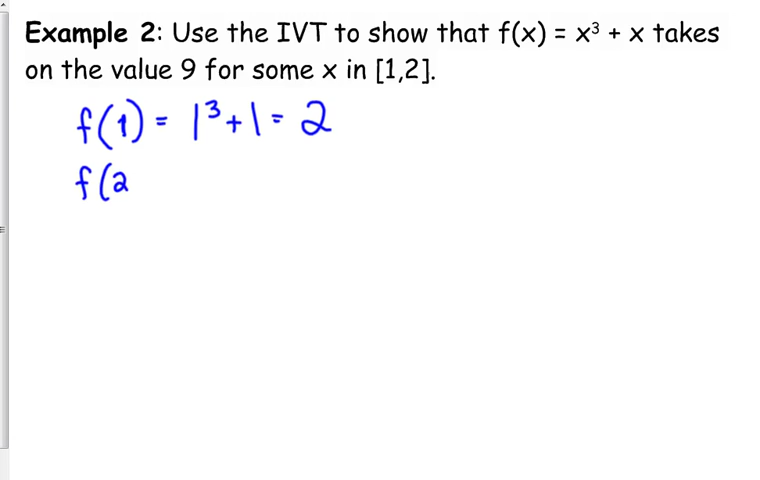 Example 2: Use the IVT to show that f(x) = x³ + x takes
on the value 9 for some x in [1,2].
f(1) = 1³+1 = 2
f(2